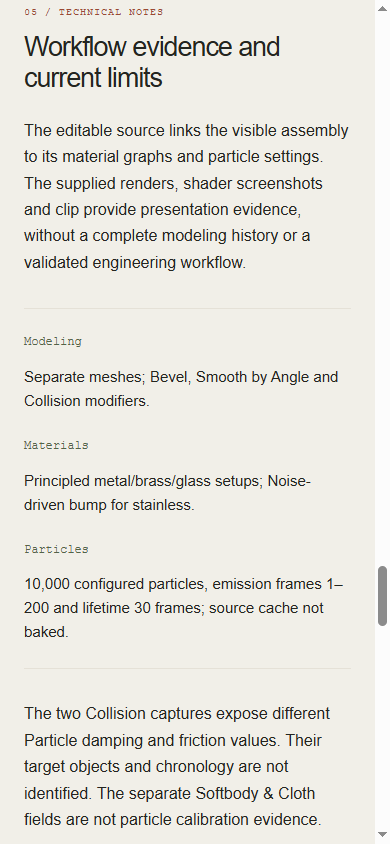 05 / TECHNICAL NOTES
Workflow evidence and
current limits
The editable source links the visible assembly
to its material graphs and particle settings.
The supplied renders, shader screenshots
and clip provide presentation evidence,
without a complete modeling history or a
validated engineering workflow.
Modeling
Separate meshes; Bevel, Smooth by Angle and
Collision modifiers.
Materials
Principled metal/brass/glass setups; Noise-
driven bump for stainless.
Particles
10,000 configured particles, emission frames 1–
200 and lifetime 30 frames; source cache not
baked.
The two Collision captures expose different
Particle damping and friction values. Their
target objects and chronology are not
identified. The separate Softbody & Cloth
fields are not particle calibration evidence.